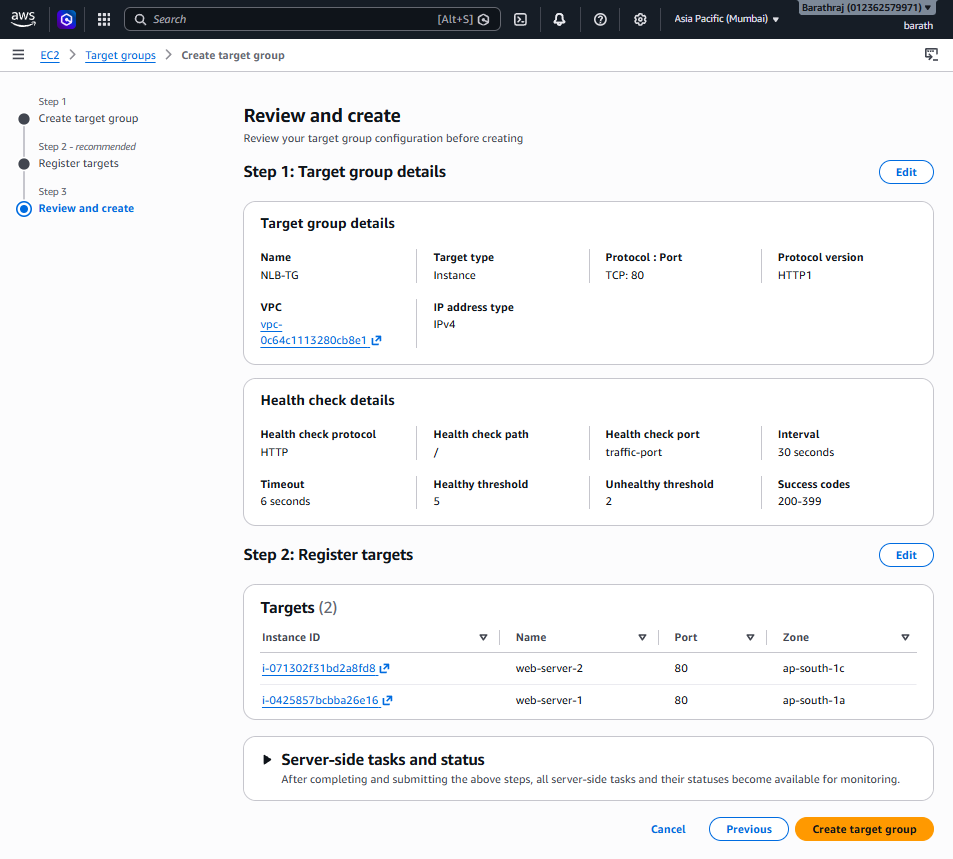 aws
Search
[Alt+S]
Asia Pacific (Mumbai)
Barathraj (012362579971)
barath
EC2
Target groups
Create target group
Step 1
Create target group
Step 2 - recommended
Register targets
Step 3
Review and create
Review and create
Review your target group configuration before creating
Step 1: Target group details
Edit
Target group details
Name
NLB-TG
Target type
Instance
Protocol : Port
TCP: 80
Protocol version
HTTP1
VPC
vpc-
0c64c1113280cb8e1
IP address type
IPv4
Health check details
Health check protocol
HTTP
Health check path
/
Health check port
traffic-port
Interval
30 seconds
Timeout
6 seconds
Healthy threshold
5
Unhealthy threshold
2
Success codes
200-399
Step 2: Register targets
Edit
Targets (2)
Instance ID Name Port Zone
i-071302f31bd2a8fd8 web-server-2 80 ap-south-1c
i-0425857bcbba26e16 web-server-1 80 ap-south-1a
Server-side tasks and status
After completing and submitting the above steps, all server-side tasks and their statuses become available for monitoring.
Cancel
Previous
Create target group